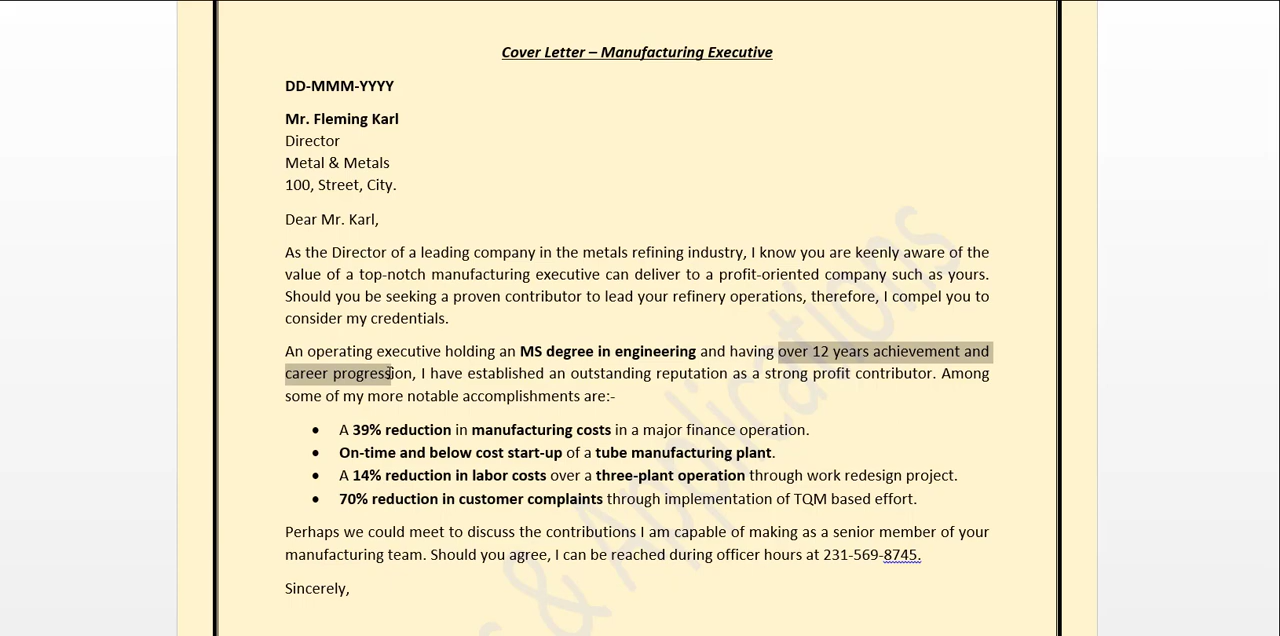 Cover Letter – Manufacturing Executive
DD-MMM-YYYY
Mr. Fleming Karl
Director
Metal & Metals
100, Street, City.
Dear Mr. Karl,
As the Director of a leading company in the metals refining industry, I know you are keenly aware of the
value of a top-notch manufacturing executive can deliver to a profit-oriented company such as yours.
Should you be seeking a proven contributor to lead your refinery operations, therefore, I compel you to
consider my credentials.
An operating executive holding an MS degree in engineering and having over 12 years achievement and
career progression, I have established an outstanding reputation as a strong profit contributor. Among
some of my more notable accomplishments are:-
• A 39% reduction in manufacturing costs in a major finance operation.
• On-time and below cost start-up of a tube manufacturing plant.
• A 14% reduction in labor costs over a three-plant operation through work redesign project.
• 70% reduction in customer complaints through implementation of TQM based effort.
Perhaps we could meet to discuss the contributions I am capable of making as a senior member of your
manufacturing team. Should you agree, I can be reached during officer hours at 231-569-8745.
Sincerely,
& Applications